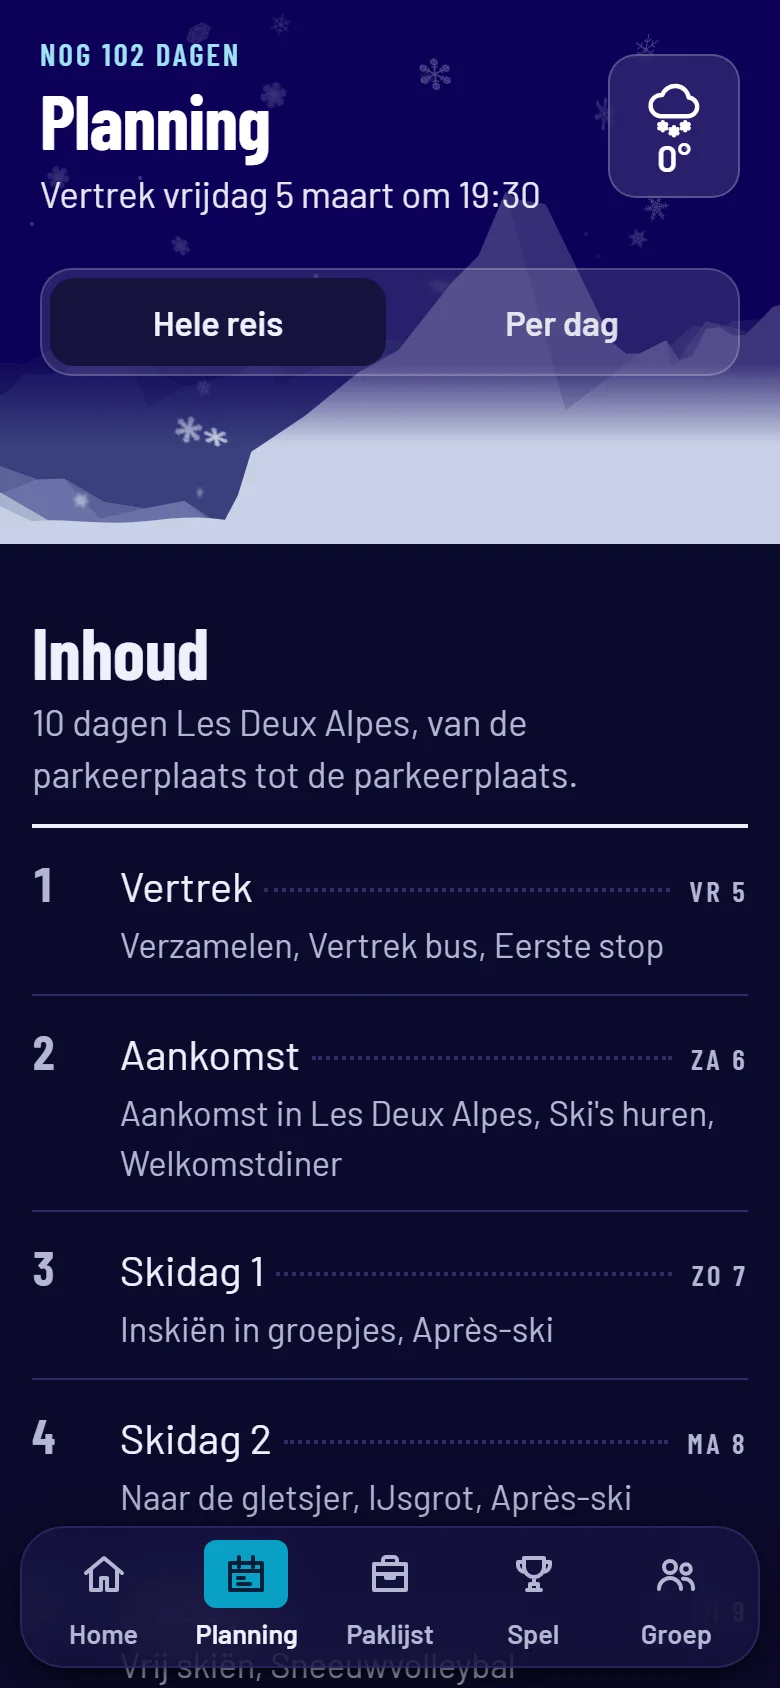 NOG 102 DAGEN
Planning
Vertrek vrijdag 5 maart om 19:30
0°
Hele reis
Per dag
Inhoud
10 dagen Les Deux Alpes, van de
parkeerplaats tot de parkeerplaats.
1 Vertrek VR 5
Verzamelen, Vertrek bus, Eerste stop
2 Aankomst ZA 6
Aankomst in Les Deux Alpes, Ski's huren,
Welkomstdiner
3 Skidag 1 ZO 7
Inskiën in groepjes, Après-ski
4 Skidag 2 MA 8
Naar de gletsjer, IJsgrot, Après-ski
9
Home
Planning
Paklijst
Spel
Groep
Vrij skiën, Sneeuwvolleybal